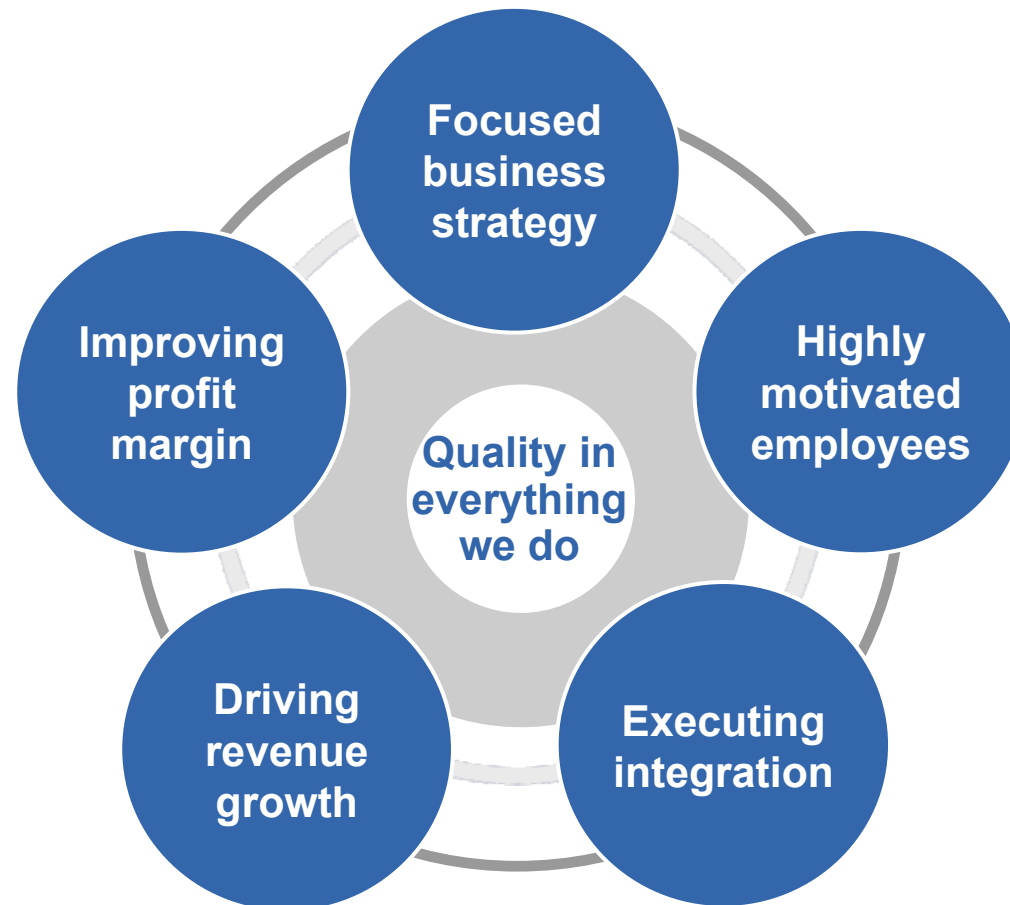 Focused
business
strategy
Highly
motivated
employees
Executing
integration
Driving
revenue
growth
Improving
profit
margin
Quality in
everything
we do